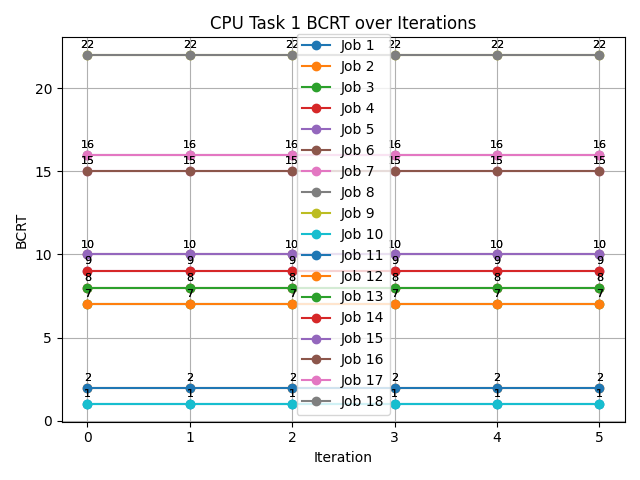 CPU Task 1 BCRT over Iterations
22 22 22 22 22 22
16 16 16 16 16 16
15 15 15 15 15 15
10 10 10 10 10 10
9 9 9 9 9 9
8 8 8 8 8 8
7 7 7 7 7 7
2 2 2 2 2 2
1 1 1 1 1 1
Job 1
Job 2
Job 3
Job 4
Job 5
Job 6
Job 7
Job 8
Job 9
Job 10
Job 11
Job 12
Job 13
Job 14
Job 15
Job 16
Job 17
Job 18
BCRT
20
15
10
5
0
0 1 2 3 4 5
Iteration